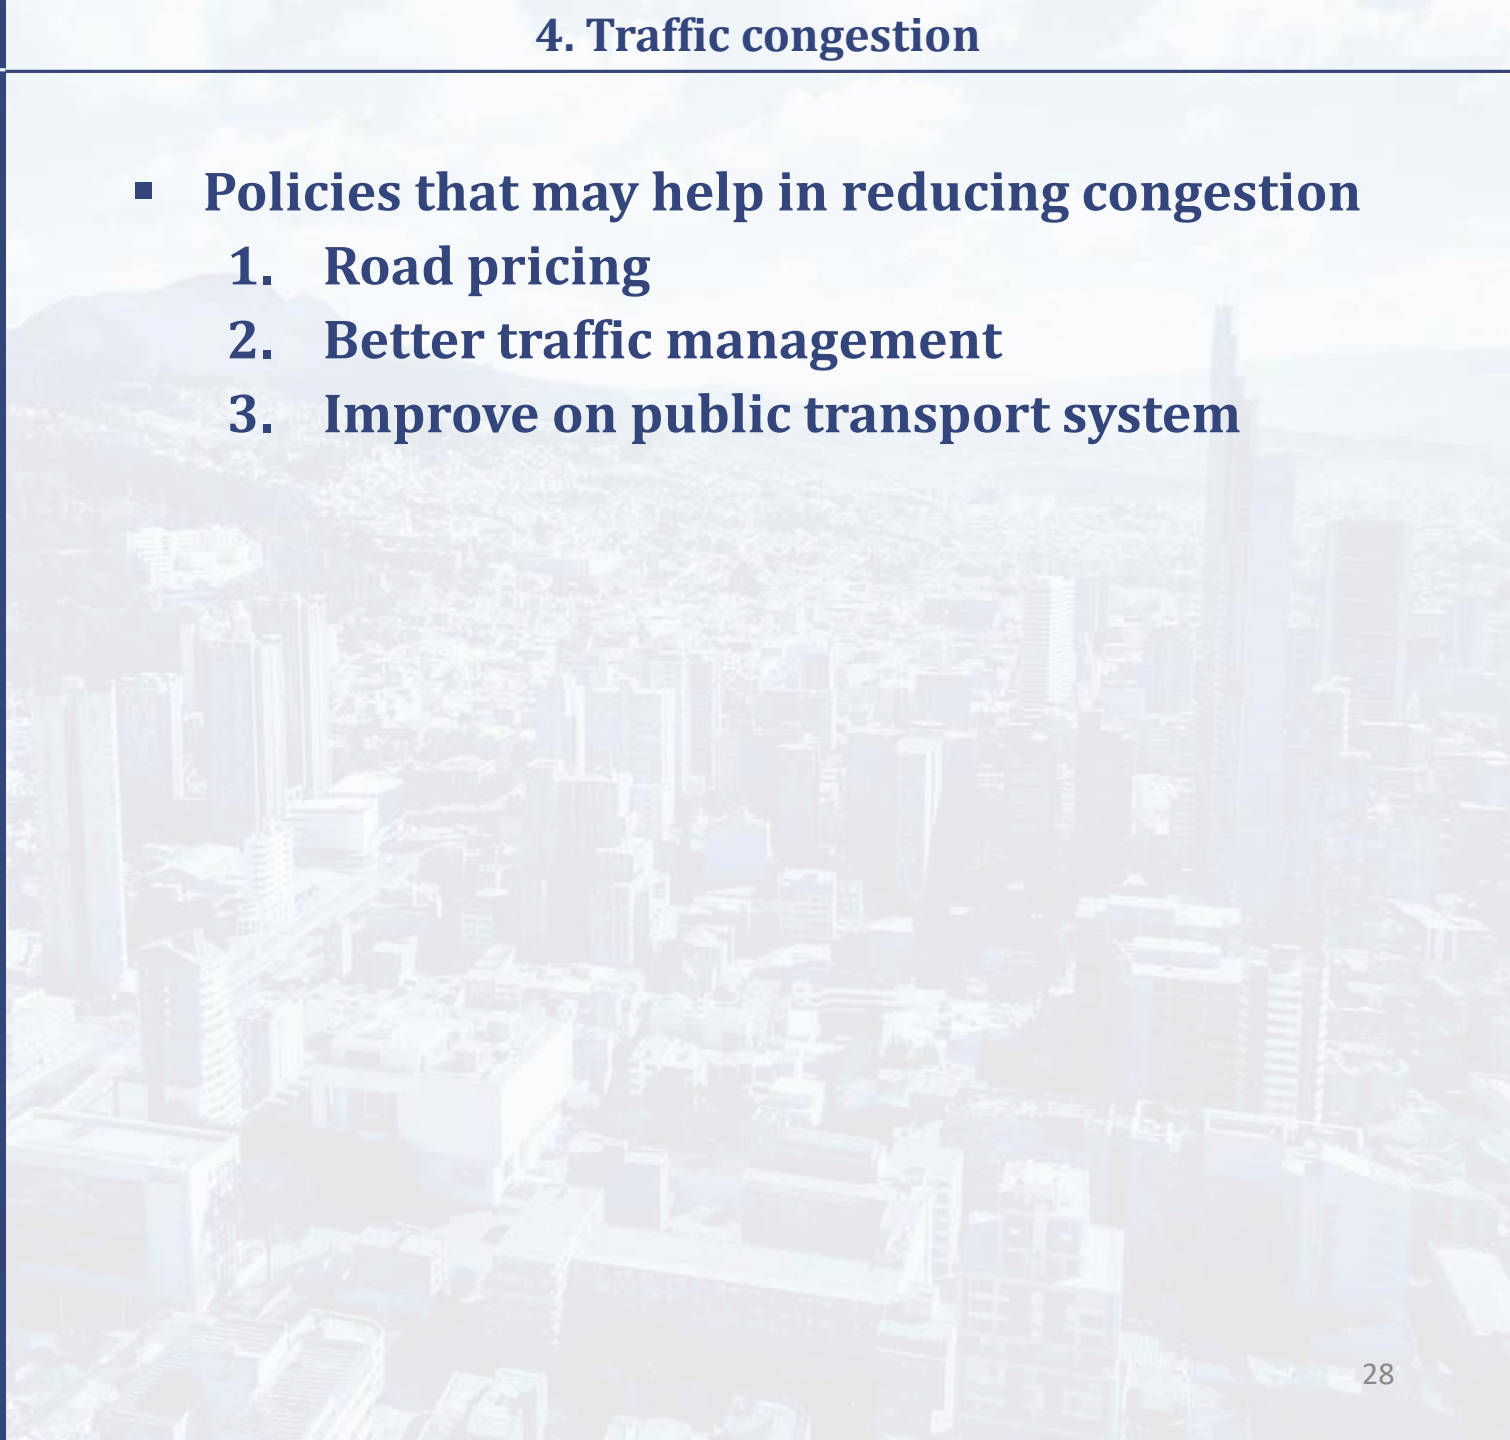 4. Traffic congestion
▪ Policies that may help in reducing congestion
1. Road pricing
2. Better traffic management
3. Improve on public transport system
28